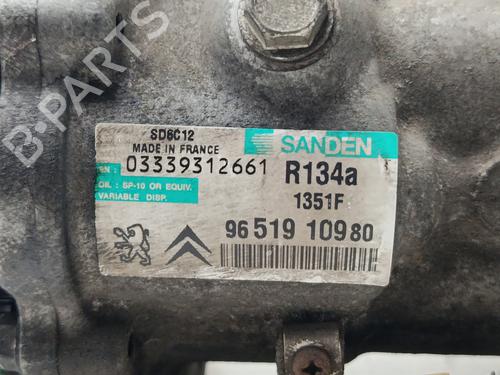 B-PARTS
SD6C12
MADE IN FRANCE
SANDEN
03339312661
R134a
OIL : SP-10 OR EQUIV.
VARIABLE DISP.
1351F
96 519 109 80